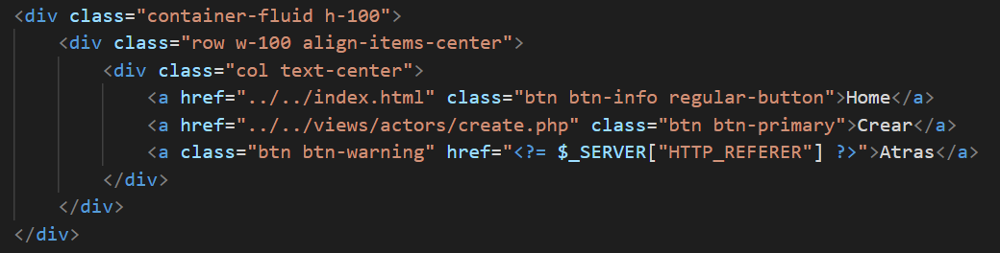 <div class="container-fluid h-100">
<div class="row w-100 align-items-center">
<div class="col text-center">
<a href="../../index.html" class="btn btn-info regular-button">Home</a>
<a href="../../views/actors/create.php" class="btn btn-primary">Crear</a>
<a class="btn btn-warning" href="<?= $_SERVER["HTTP_REFERER"] ?>">Atras</a>
</div>
</div>
</div>